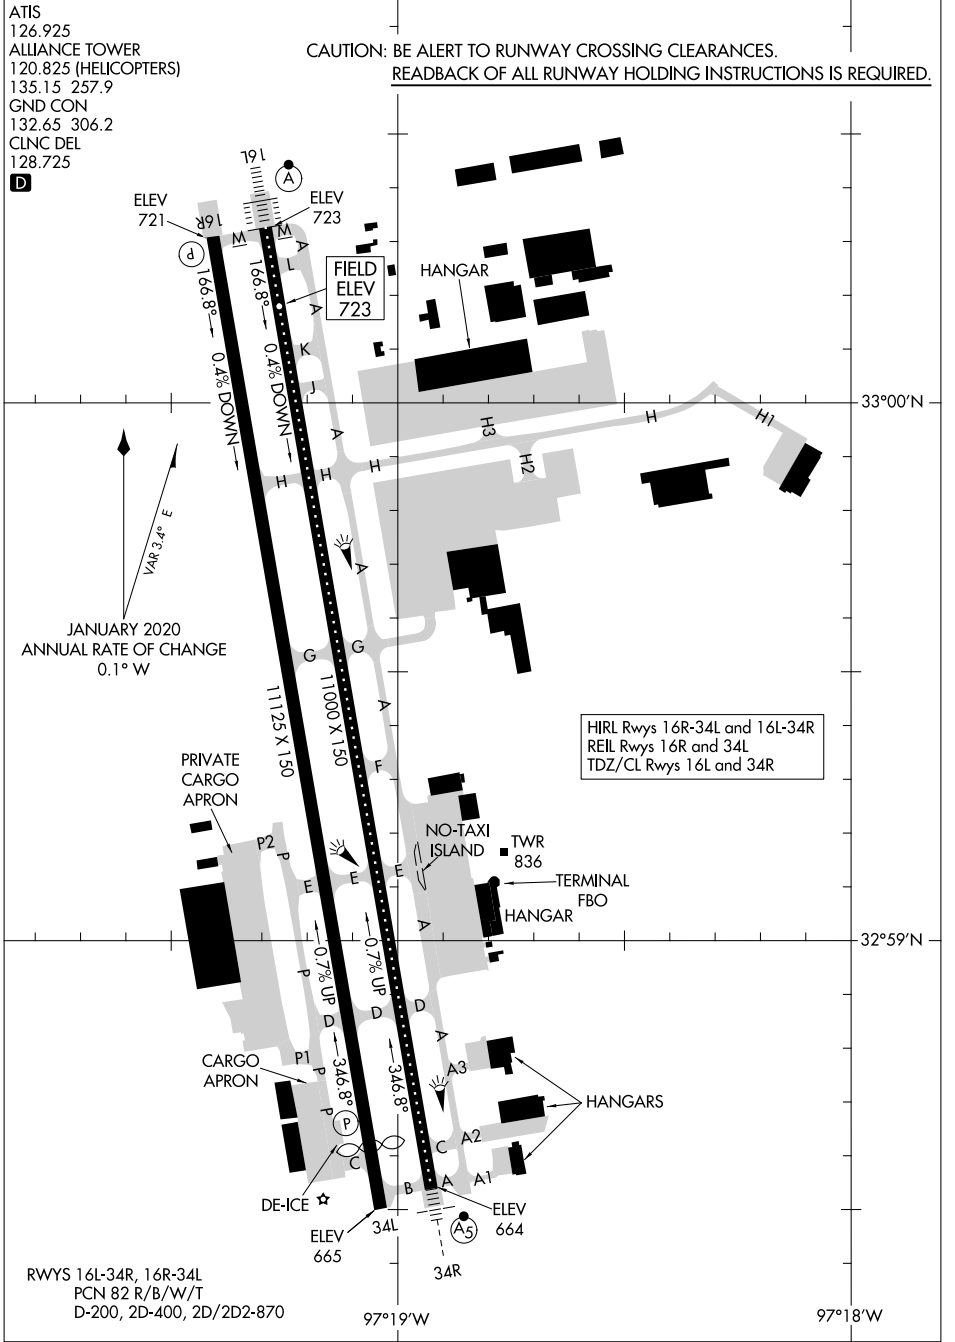 ATIS
126.925
ALLIANCE TOWER
120.825 (HELICOPTERS)
135.15 257.9
GND CON
132.65 306.2
CLNC DEL
128.725
D
CAUTION: BE ALERT TO RUNWAY CROSSING CLEARANCES.
READBACK OF ALL RUNWAY HOLDING INSTRUCTIONS IS REQUIRED.
16L
A
ELEV
721
16R
ELEV
723
W
W
A
P
L
166.8°
166.8°
FIELD
ELEV
723
HANGAR
A
K
J
0.4% DOWN
0.4% DOWN
33°00'N
A
H
H
H
H3
H2
H
H1
VAR 3.4° E
A
JANUARY 2020
ANNUAL RATE OF CHANGE
0.1° W
G
G
11125 X 150
11000 X 150
A
F
HIRL Rwys 16R-34L and 16L-34R
REIL Rwys 16R and 34L
TDZ/CL Rwys 16L and 34R
PRIVATE
CARGO
APRON
NO-TAXI
ISLAND
TWR
836
P2
P
E
E
E
TERMINAL
FBO
HANGAR
A
32°59'N
0.7% UP
0.7% UP
P
D
D
D
A
CARGO
APRON
P1
P
P
346.8°
346.8°
A3
HANGARS
P
C
C
A2
DE-ICE
B
A
A1
ELEV
665
34L
A5
ELEV
664
34R
RWYS 16L-34R, 16R-34L
PCN 82 R/B/W/T
D-200, 2D-400, 2D/2D2-870
97°19'W
97°18'W